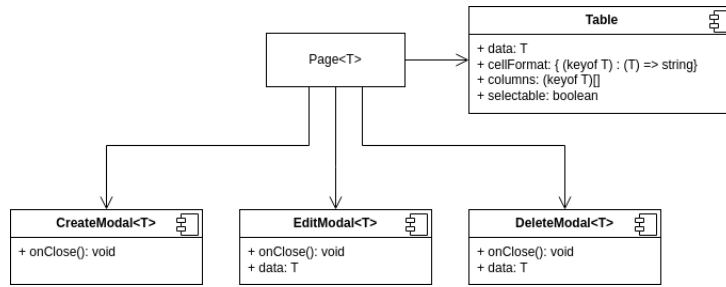 Table
+ data: T
+ cellFormat: { (keyof T) : (T) => string}
+ columns: (keyof T)[]
+ selectable: boolean
Page<T>
CreateModal<T>
+ onClose(): void
EditModal<T>
+ onClose(): void
+ data: T
DeleteModal<T>
+ onClose(): void
+ data: T